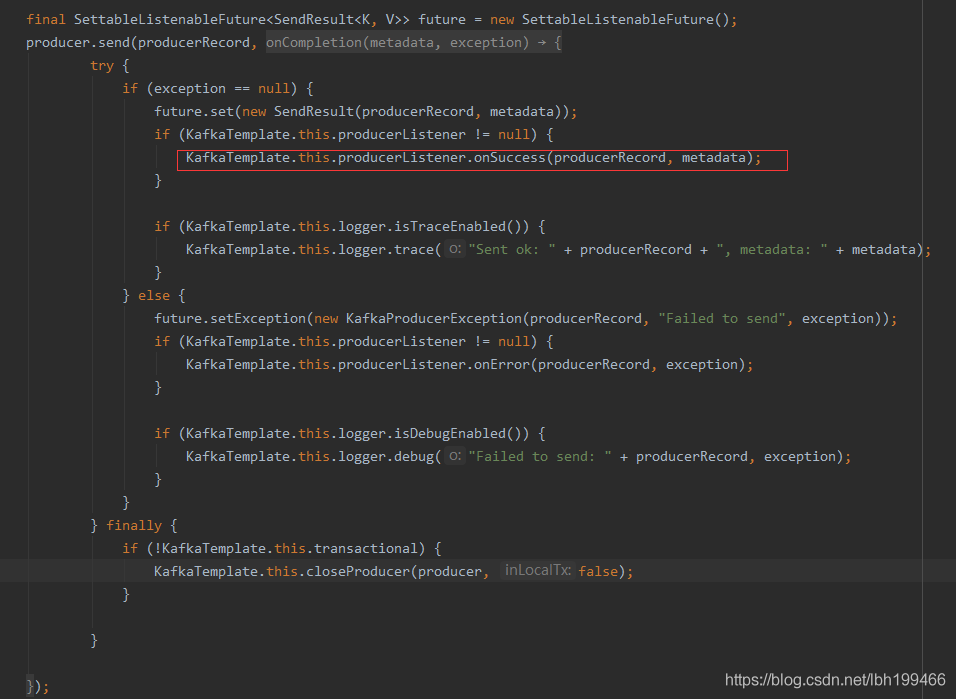 final SettableListenableFuture<SendResult<K, V>> future = new SettableListenableFuture();
producer.send(producerRecord, onCompletion(metadata, exception) → {
try {
if (exception == null) {
future.set(new SendResult(producerRecord, metadata));
if (KafkaTemplate.this.producerListener != null) {
KafkaTemplate.this.producerListener.onSuccess(producerRecord, metadata);
}
if (KafkaTemplate.this.logger.isTraceEnabled()) {
KafkaTemplate.this.logger.trace( o: "Sent ok: " + producerRecord + ", metadata: " + metadata);
}
} else {
future.setException(new KafkaProducerException(producerRecord, "Failed to send", exception));
if (KafkaTemplate.this.producerListener != null) {
KafkaTemplate.this.producerListener.onError(producerRecord, exception);
}
if (KafkaTemplate.this.logger.isDebugEnabled()) {
KafkaTemplate.this.logger.debug( o: "Failed to send: " + producerRecord, exception);
}
}
} finally {
if (!KafkaTemplate.this.transactional) {
KafkaTemplate.this.closeProducer(producer, inLocalTx: false);
}
}
});
https://blog.csdn.net/lbh199466